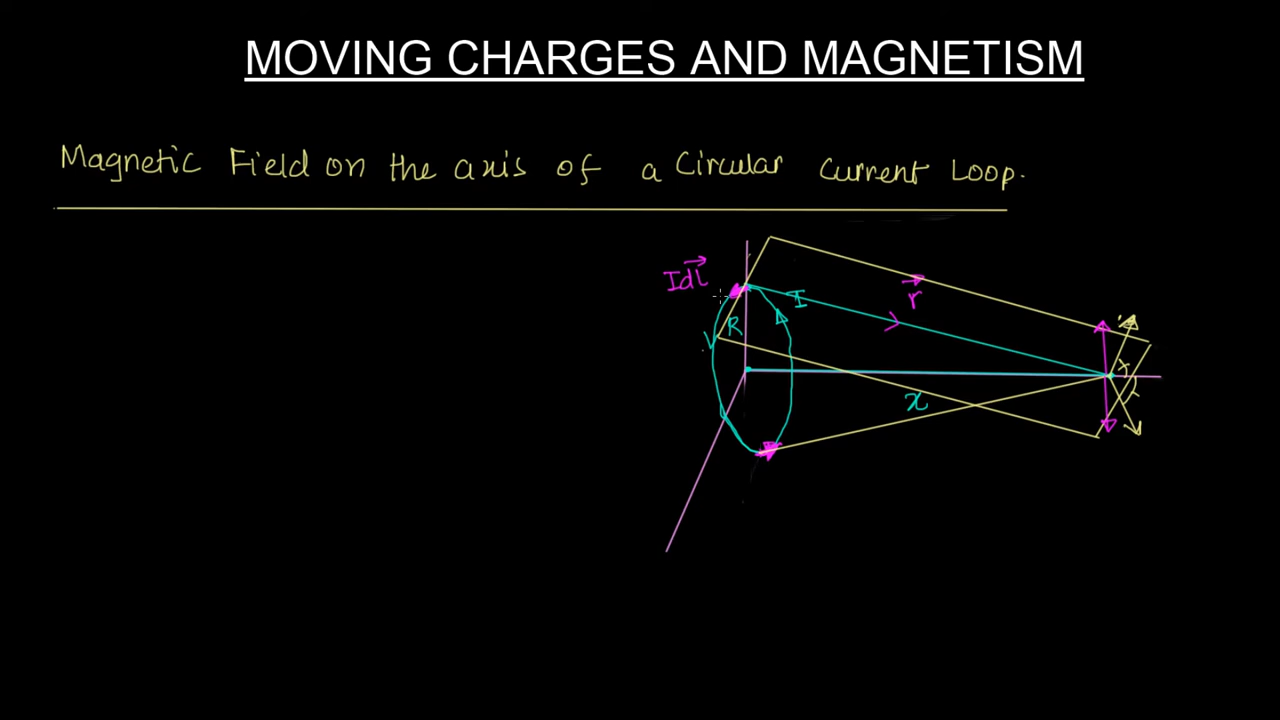 MOVING CHARGES AND MAGNETISM
Magnetic Field on the axis of a Circular Current Loop.
Idl
I
r
R
x